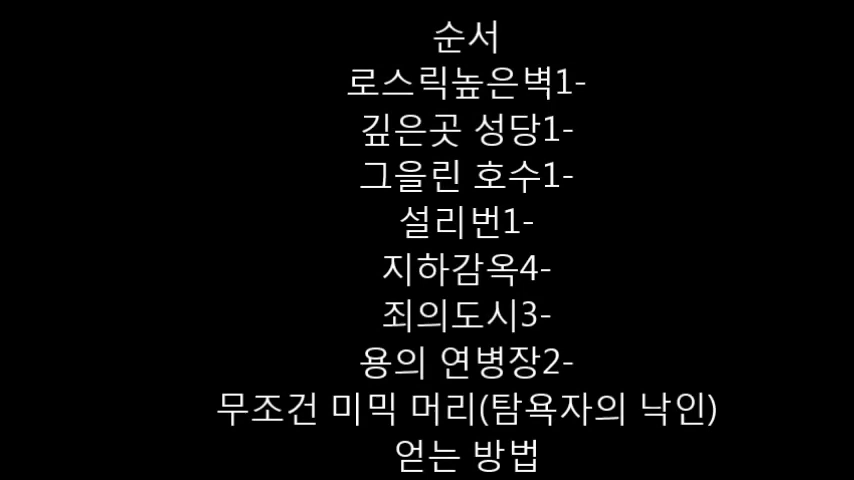 순서
로스릭높은벽1-
깊은곳 성당1-
그을린 호수1-
설리번1-
지하감옥4-
죄의도시3-
용의 연병장2-
무조건 미믹 머리(탐욕자의 낙인)
얻는 방법